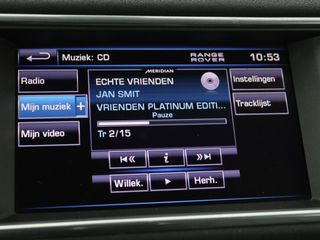 Muziek: CD
RANGE ROVER
10:53
Radio
Mijn muziek +
Mijn video
MERIDIAN
ECHTE VRIENDEN
JAN SMIT
VRIENDEN PLATINUM EDITI...
Pauze
Tr 2/15
i
Willek.
Herh.
Instellingen
Tracklijst